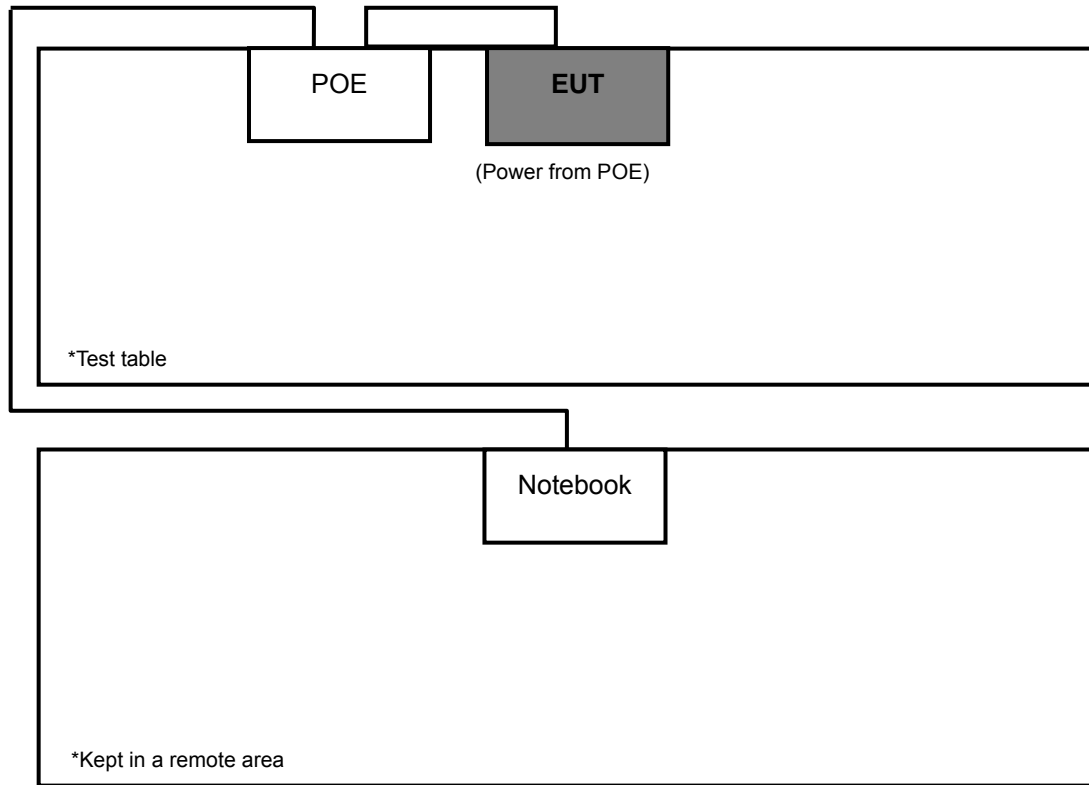 POE
EUT
(Power from POE)
*Test table
Notebook
*Kept in a remote area